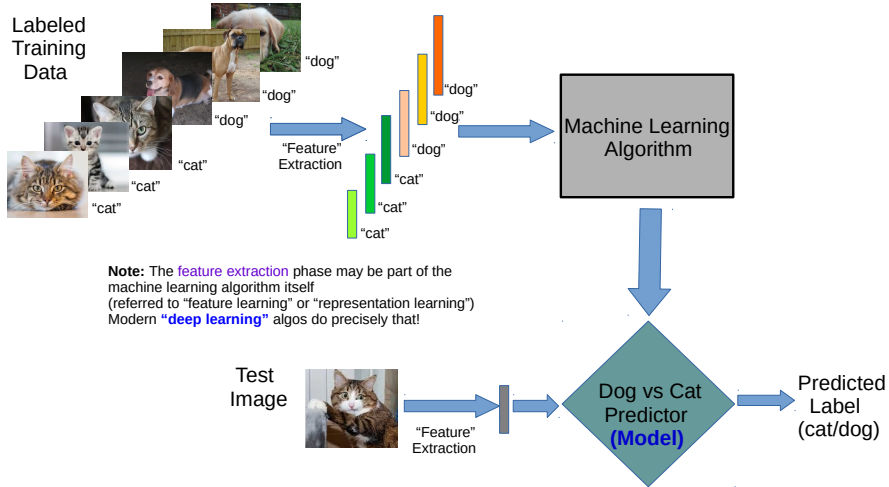 Labeled
Training
Data
“dog”
“dog”
“dog”
“cat”
“cat”
“cat”
“Feature”
Extraction
“dog”
“dog”
“dog”
“cat”
“cat”
“cat”
Machine Learning
Algorithm
Note: The feature extraction phase may be part of the
machine learning algorithm itself
(referred to “feature learning” or “representation learning”)
Modern “deep learning” algos do precisely that!
Test
Image
“Feature”
Extraction
Dog vs Cat
Predictor
(Model)
Predicted
Label
(cat/dog)